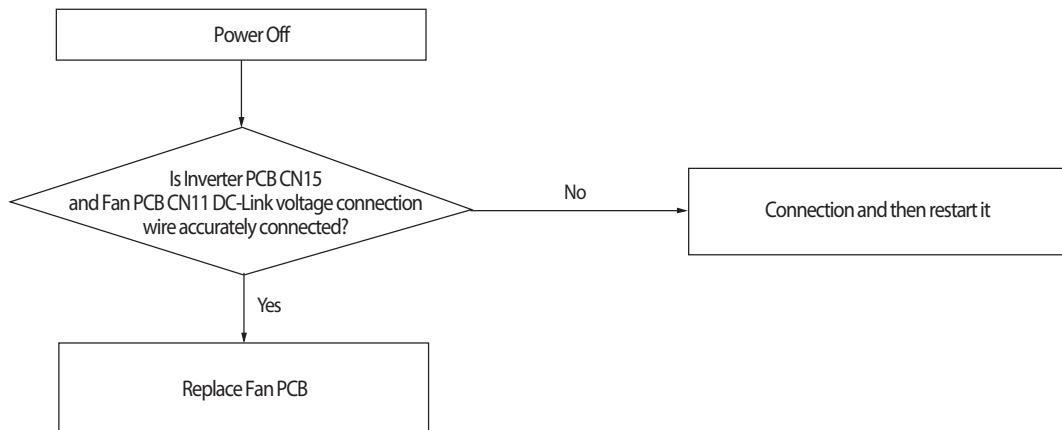 Power Off
Is Inverter PCB CN15
and Fan PCB CN11 DC-Link voltage connection
wire accurately connected?
No
Connection and then restart it
Yes
Replace Fan PCB